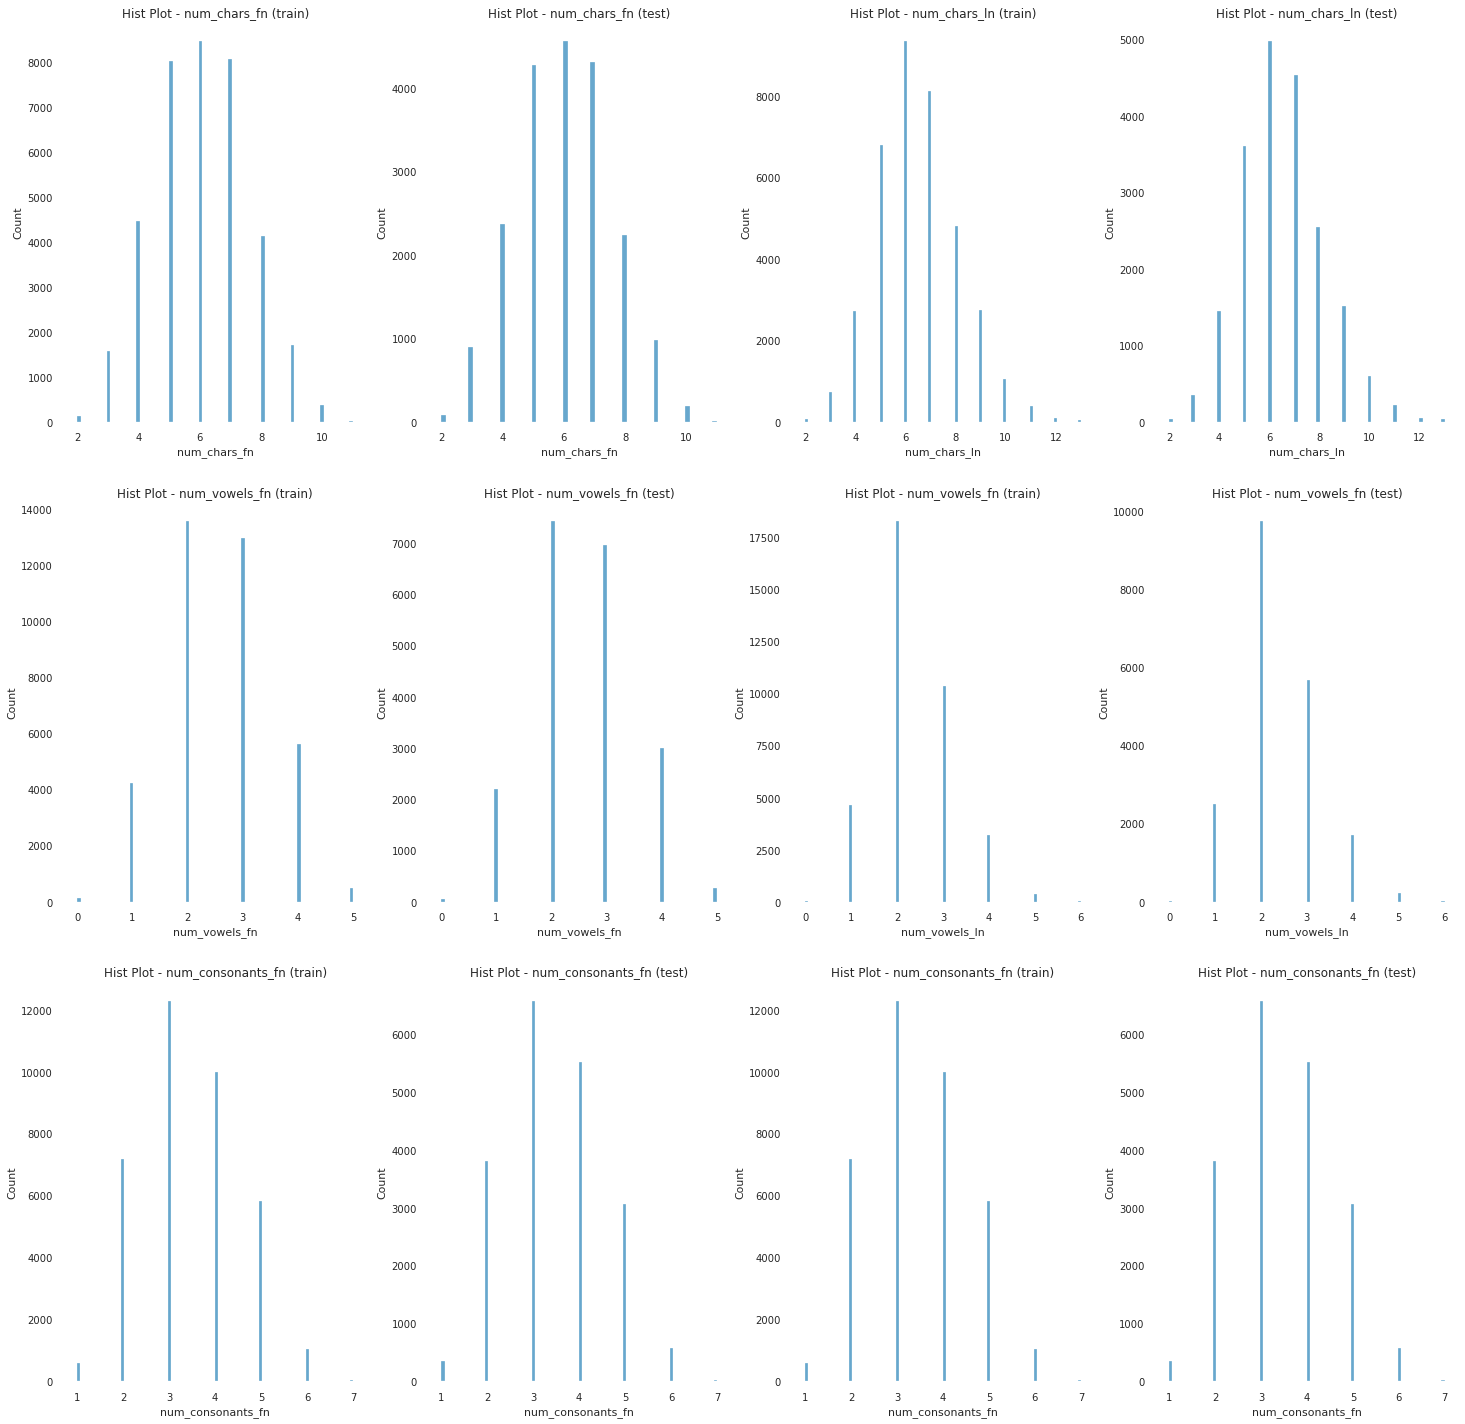 Hist Plot - num_chars_fn (train)
8000
7000
6000
5000
4000
3000
2000
1000
0
Count
2 4 6 8 10
num_chars_fn
Hist Plot - num_chars_fn (test)
4000
3000
2000
1000
0
Count
2 4 6 8 10
num_chars_fn
Hist Plot - num_chars_ln (train)
8000
6000
4000
2000
0
Count
2 4 6 8 10 12
num_chars_ln
Hist Plot - num_chars_ln (test)
5000
4000
3000
2000
1000
0
Count
2 4 6 8 10 12
num_chars_ln
Hist Plot - num_vowels_fn (train)
14000
12000
10000
8000
6000
4000
2000
0
Count
0 1 2 3 4 5
num_vowels_fn
Hist Plot - num_vowels_fn (test)
7000
6000
5000
4000
3000
2000
1000
0
Count
0 1 2 3 4 5
num_vowels_fn
Hist Plot - num_vowels_fn (train)
17500
15000
12500
10000
7500
5000
2500
0
Count
0 1 2 3 4 5 6
num_vowels_ln
Hist Plot - num_vowels_fn (test)
10000
8000
6000
4000
2000
0
Count
0 1 2 3 4 5 6
num_vowels_ln
Hist Plot - num_consonants_fn (train)
12000
10000
8000
6000
4000
2000
0
Count
1 2 3 4 5 6 7
num_consonants_fn
Hist Plot - num_consonants_fn (test)
6000
5000
4000
3000
2000
1000
0
Count
1 2 3 4 5 6 7
num_consonants_fn
Hist Plot - num_consonants_fn (train)
12000
10000
8000
6000
4000
2000
0
Count
1 2 3 4 5 6 7
num_consonants_fn
Hist Plot - num_consonants_fn (test)
6000
5000
4000
3000
2000
1000
0
Count
1 2 3 4 5 6 7
num_consonants_fn